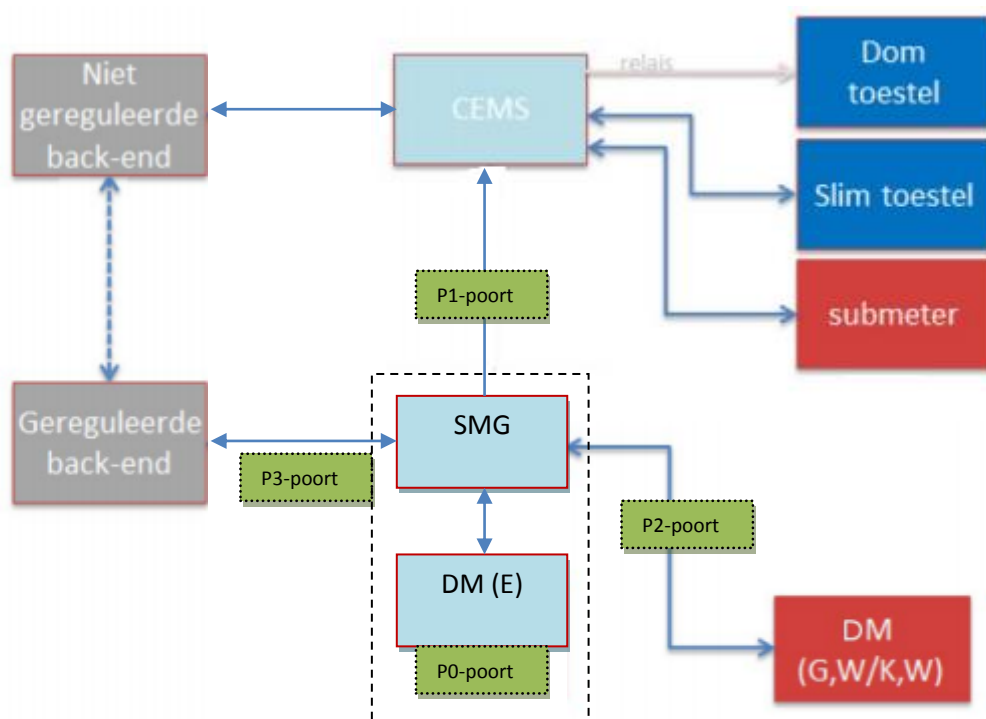 Niet
gereguleerde
back-end
CEMS
relais
Dom
toestel
Slim toestel
submeter
P1-poort
Gereguleerde
back-end
P3-poort
SMG
P2-poort
DM (E)
P0-poort
DM
(G,W/K,W)